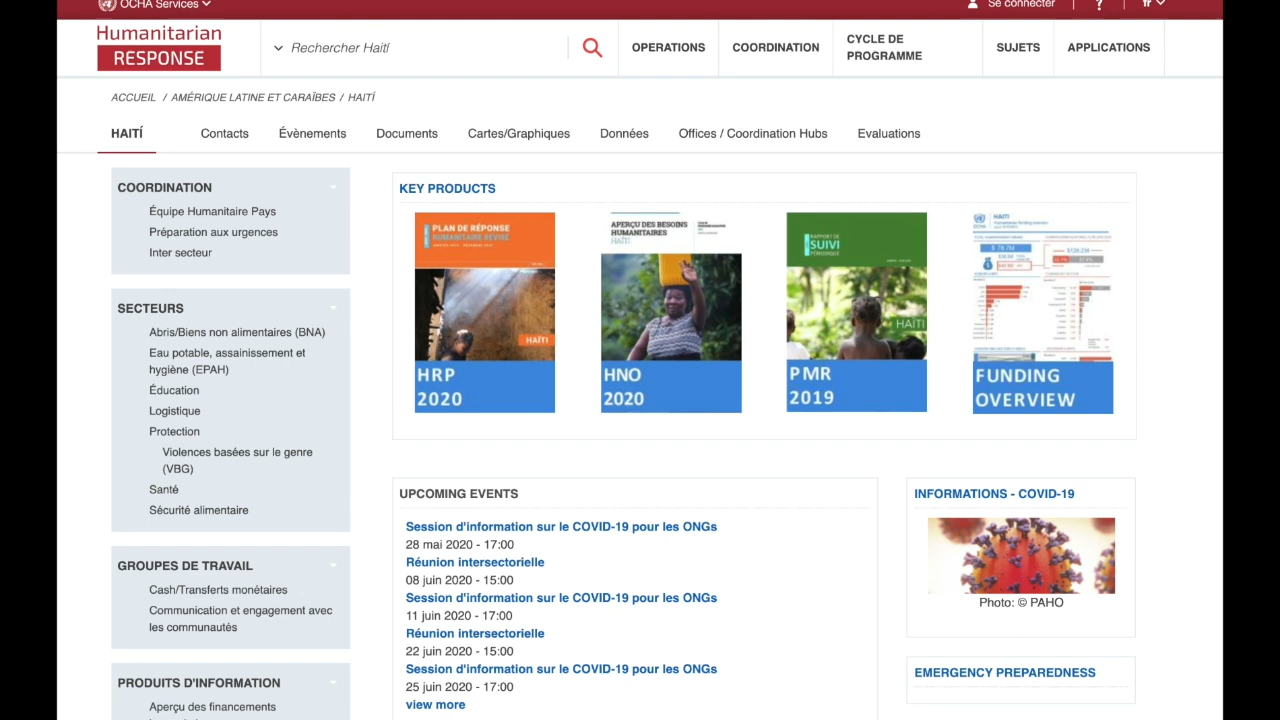 OCHA Services
Se connecter
?
fr
Humanitarian
RESPONSE
Rechercher Haití
OPERATIONS
COORDINATION
CYCLE DE
PROGRAMME
SUJETS
APPLICATIONS
ACCUEIL / AMÉRIQUE LATINE ET CARAÏBES / HAITÍ
HAITÍ
Contacts
Évènements
Documents
Cartes/Graphiques
Données
Offices / Coordination Hubs
Evaluations
COORDINATION
Équipe Humanitaire Pays
Préparation aux urgences
Inter secteur
SECTEURS
Abris/Biens non alimentaires (BNA)
Eau potable, assainissement et
hygiène (EPAH)
Éducation
Logistique
Protection
Violences basées sur le genre
(VBG)
Santé
Sécurité alimentaire
GROUPES DE TRAVAIL
Cash/Transferts monétaires
Communication et engagement avec
les communautés
PRODUITS D'INFORMATION
Aperçu des financements
KEY PRODUCTS
PLAN DE RÉPONSE
HUMANITAIRE RÉVISÉ
HAÏTI
HRP
2020
APERÇU DES BESOINS
HUMANITAIRES
HAÏTI
HNO
2020
RAPPORT DE
SUIVI
PÉRIODIQUE
HAÏTI
PMR
2019
OCHA
HAITI
FUNDING
OVERVIEW
UPCOMING EVENTS
Session d'information sur le COVID-19 pour les ONGs
28 mai 2020 - 17:00
Réunion intersectorielle
08 juin 2020 - 15:00
Session d'information sur le COVID-19 pour les ONGs
11 juin 2020 - 17:00
Réunion intersectorielle
22 juin 2020 - 15:00
Session d'information sur le COVID-19 pour les ONGs
25 juin 2020 - 17:00
view more
INFORMATIONS - COVID-19
Photo: © PAHO
EMERGENCY PREPAREDNESS